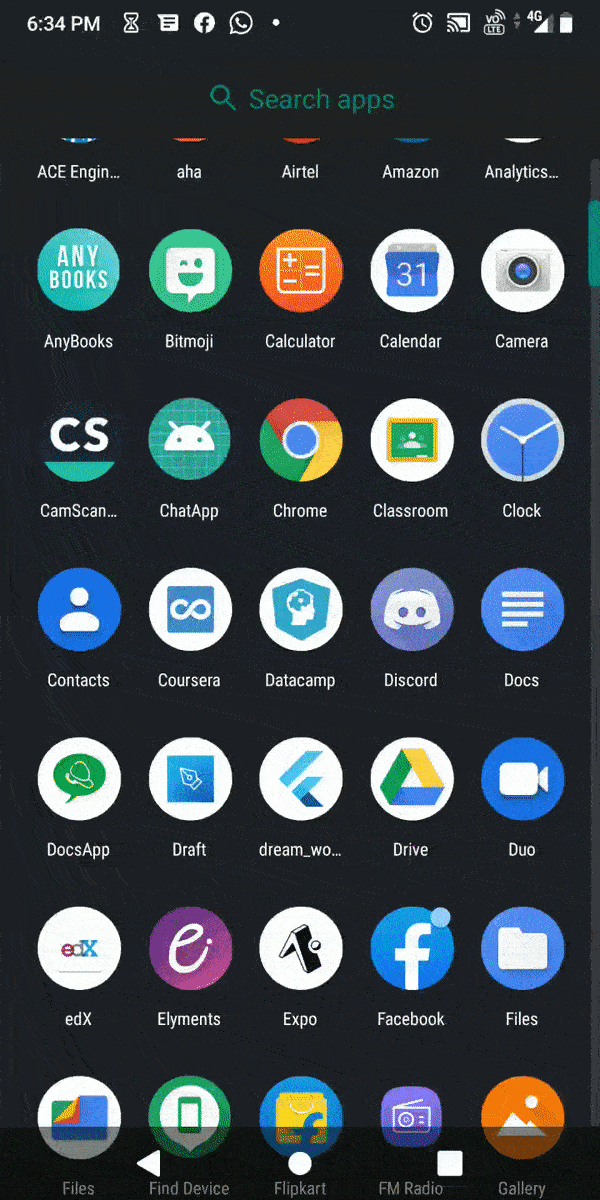 6:34 PM
VO
LTE
4G
Search apps
ACE Engin...
aha
Airtel
Amazon
Analytics...
ANY
BOOKS
31
AnyBooks
Bitmoji
Calculator
Calendar
Camera
CS
CamScan...
ChatApp
Chrome
Classroom
Clock
Contacts
Coursera
Datacamp
Discord
Docs
DocsApp
Draft
dream_wo...
Drive
Duo
edX
e
f
edX
Elyments
Expo
Facebook
Files
f
Files
Find Device
Flipkart
FM Radio
Gallery